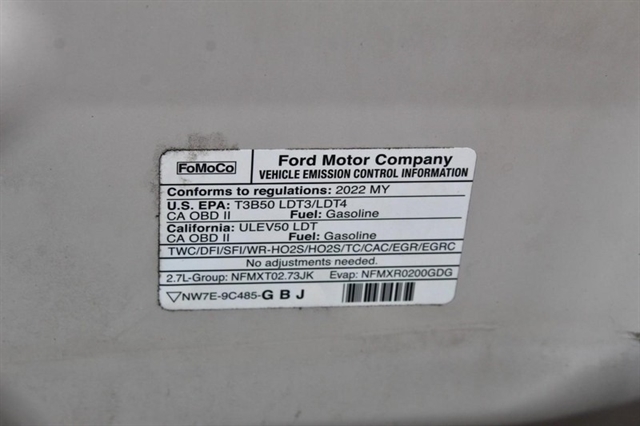 FoMoCo
Ford Motor Company
VEHICLE EMISSION CONTROL INFORMATION
Conforms to regulations: 2022 MY
U.S. EPA: T3B50 LDT3/LDT4
CA OBD II Fuel: Gasoline
California: ULEV50 LDT
CA OBD II Fuel: Gasoline
TWC/DFI/SFI/WR-HO2S/HO2S/TC/CAC/EGR/EGRC
No adjustments needed.
2.7L-Group: NFMXT02.73JK Evap: NFMXR0200GDG
NW7E-9C485-G B J